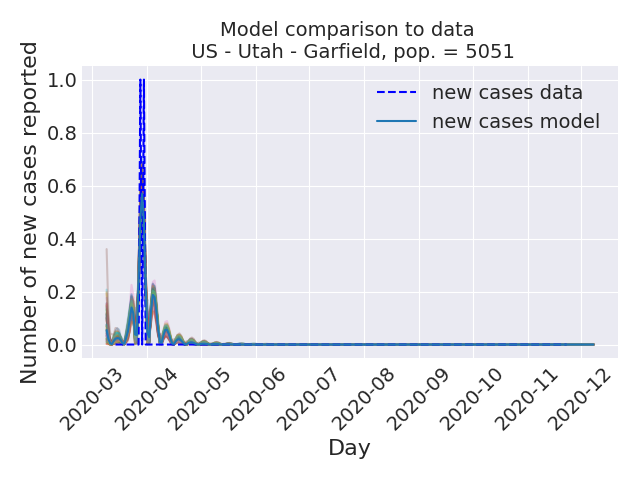 Model comparison to data
US - Utah - Garfield, pop. = 5051
Number of new cases reported
1.0
0.8
0.6
0.4
0.2
0.0
new cases data
new cases model
2020-03
2020-04
2020-05
2020-06
2020-07
2020-08
2020-09
2020-10
2020-11
2020-12
Day